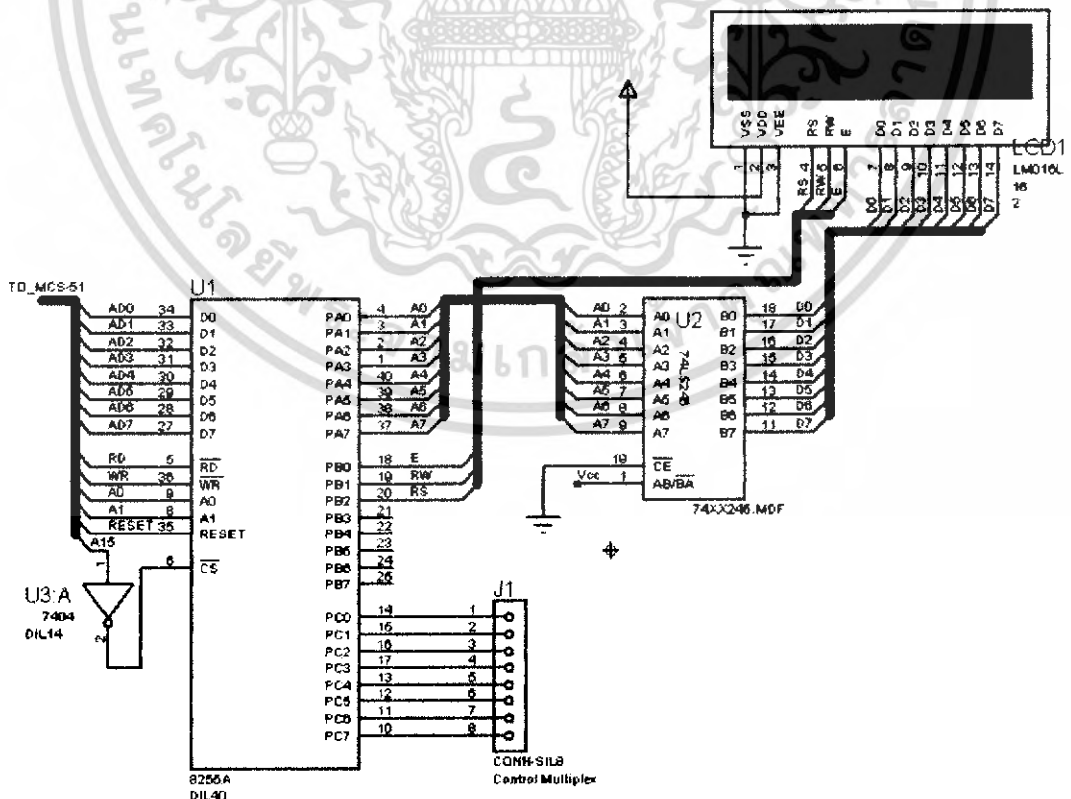 VSS
VDD
VEE
RS
RW
E
D0
D1
D2
D3
D4
D5
D6
D7
1
2
3
RS 4
RW 5
E 6
7
8
9
10
11
12
13
14
D0
D1
D2
D3
D4
D5
D6
D7
LCD1
LM016L
16
2
TO_MCS-51
U1
AD0 34 D0
AD1 33 D1
AD2 32 D2
AD3 31 D3
AD4 30 D4
AD5 29 D5
AD6 28 D6
AD7 27 D7
RD 5 RD
WR 36 WR
A0 9 A0
A1 8 A1
RESET 35 RESET
A15
6 CS
1
2
U3:A
7404
DIL14
PA0 4 A0
PA1 3 A1
PA2 2 A2
PA3 1 A3
PA4 40 A4
PA5 39 A5
PA6 38 A6
PA7 37 A7
PB0 18 E
PB1 19 RW
PB2 20 RS
PB3 21
PB4 22
PB5 23
PB6 24
PB7 25
PC0 14 1
PC1 15 2
PC2 16 3
PC3 17 4
PC4 13 5
PC5 12 6
PC6 11 7
PC7 10 8
8255A
DIL40
J1
CONN-SIL8
Control Multiplex
U2
74LS245
A0 2 A0
A1 3 A1
A2 4 A2
A3 5 A3
A4 6 A4
A5 7 A5
A6 8 A6
A7 9 A7
B0 18 D0
B1 17 D1
B2 16 D2
B3 15 D3
B4 14 D4
B5 13 D5
B6 12 D6
B7 11 D7
19 CE
Vcc 1 AB/BA
74XX245.MDF